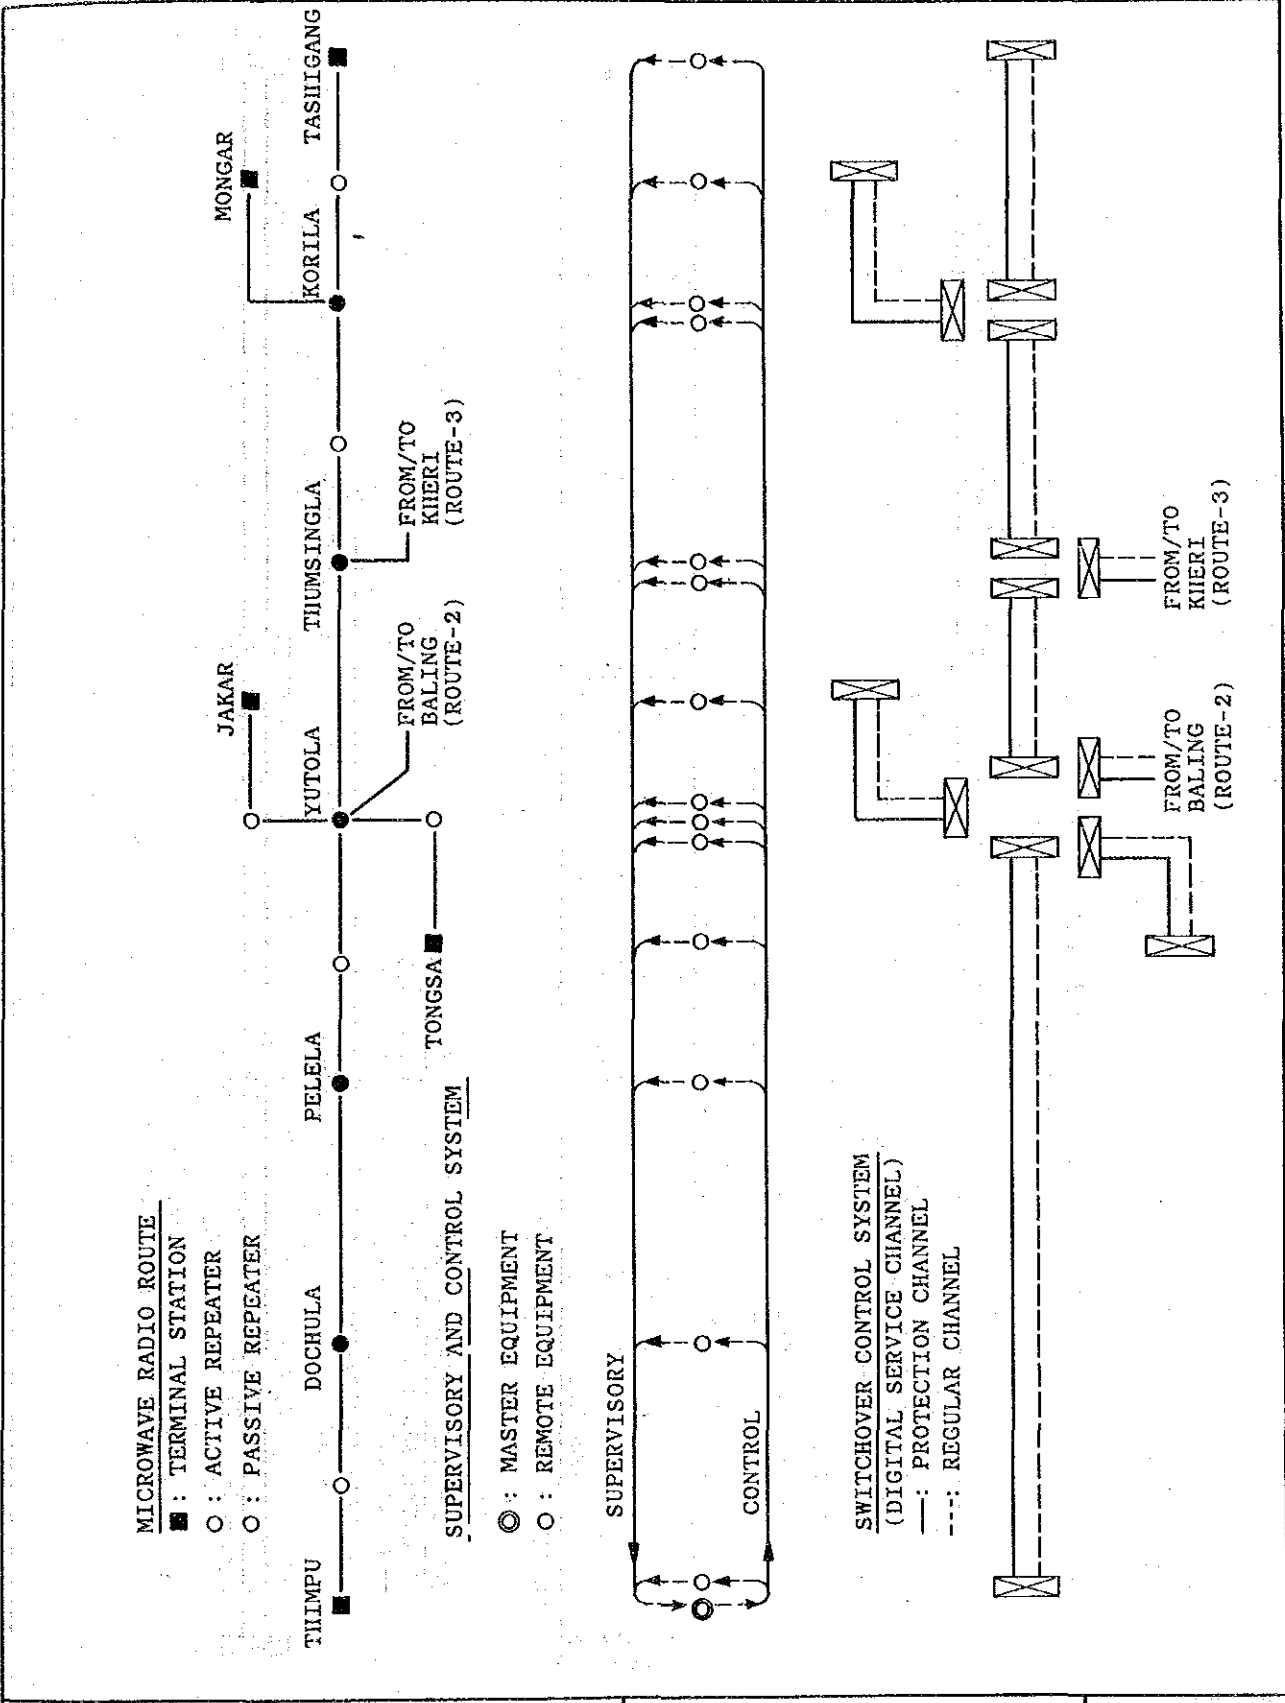 MICROWAVE RADIO ROUTE
■ : TERMINAL STATION
○ : ACTIVE REPEATER
○ : PASSIVE REPEATER
MONGAR
JAKAR
THIMPU
DOCHULA
PELELA
YUTOLA
THUMSINGLA
KORILA
TASHIGANG
FROM/TO
BALING
(ROUTE-2)
FROM/TO
KHERI
(ROUTE-3)
TONGSA
SUPERVISORY AND CONTROL SYSTEM
◎ : MASTER EQUIPMENT
○ : REMOTE EQUIPMENT
SUPERVISORY
CONTROL
SWITCHOVER CONTROL SYSTEM
(DIGITAL SERVICE CHANNEL)
—: PROTECTION CHANNEL
---: REGULAR CHANNEL
FROM/TO
BALING
(ROUTE-2)
FROM/TO
KHERI
(ROUTE-3)